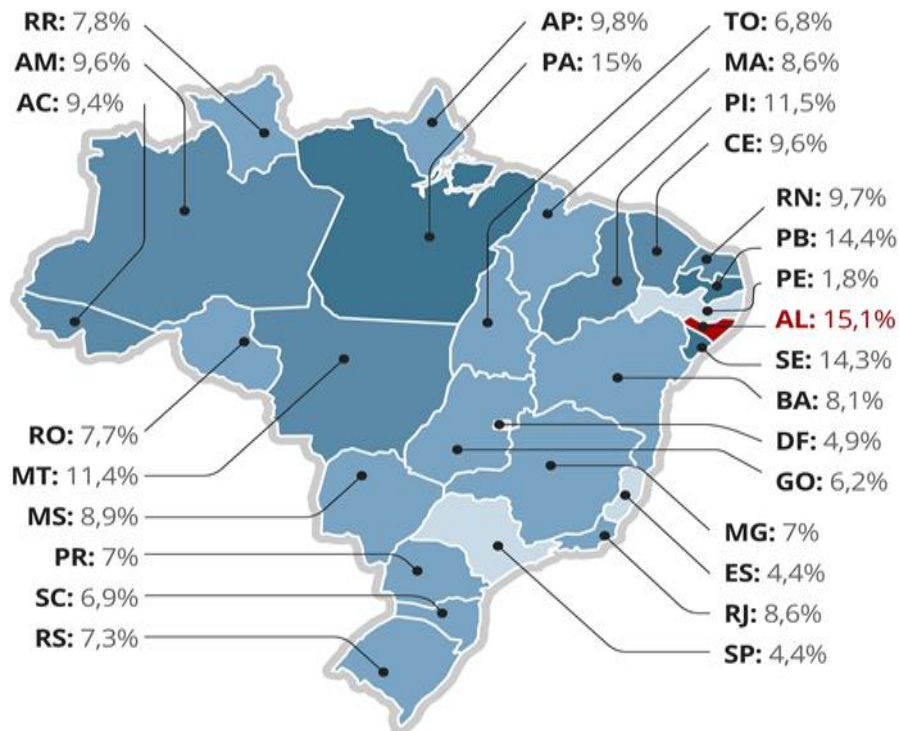 RR: 7,8%
AM: 9,6%
AC: 9,4%
AP: 9,8%
PA: 15%
TO: 6,8%
MA: 8,6%
PI: 11,5%
CE: 9,6%
RN: 9,7%
PB: 14,4%
PE: 1,8%
AL: 15,1%
SE: 14,3%
BA: 8,1%
DF: 4,9%
GO: 6,2%
RO: 7,7%
MT: 11,4%
MS: 8,9%
PR: 7%
SC: 6,9%
RS: 7,3%
MG: 7%
ES: 4,4%
RJ: 8,6%
SP: 4,4%